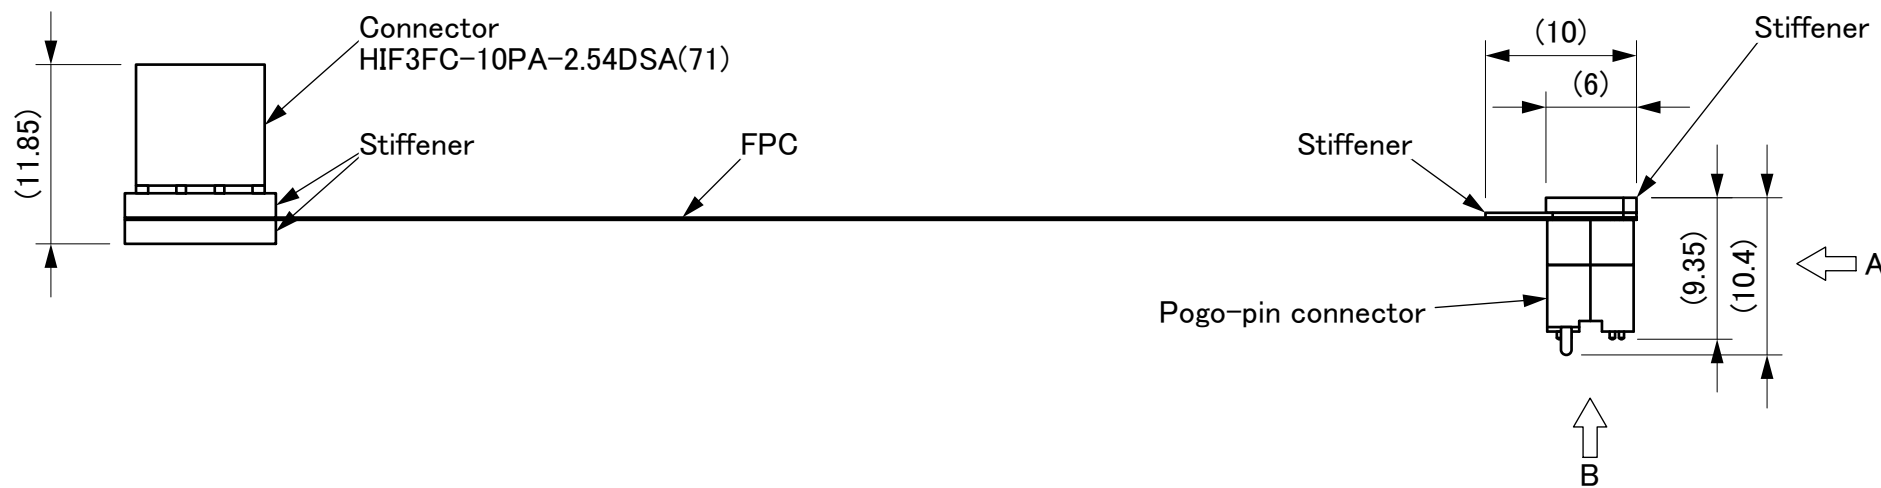 Connector
HIF3FC-10PA-2.54DSA(71)
(10)
Stiffener
(6)
(11.85)
Stiffener
FPC
Stiffener
(9.35)
(10.4)
A
Pogo-pin connector
B